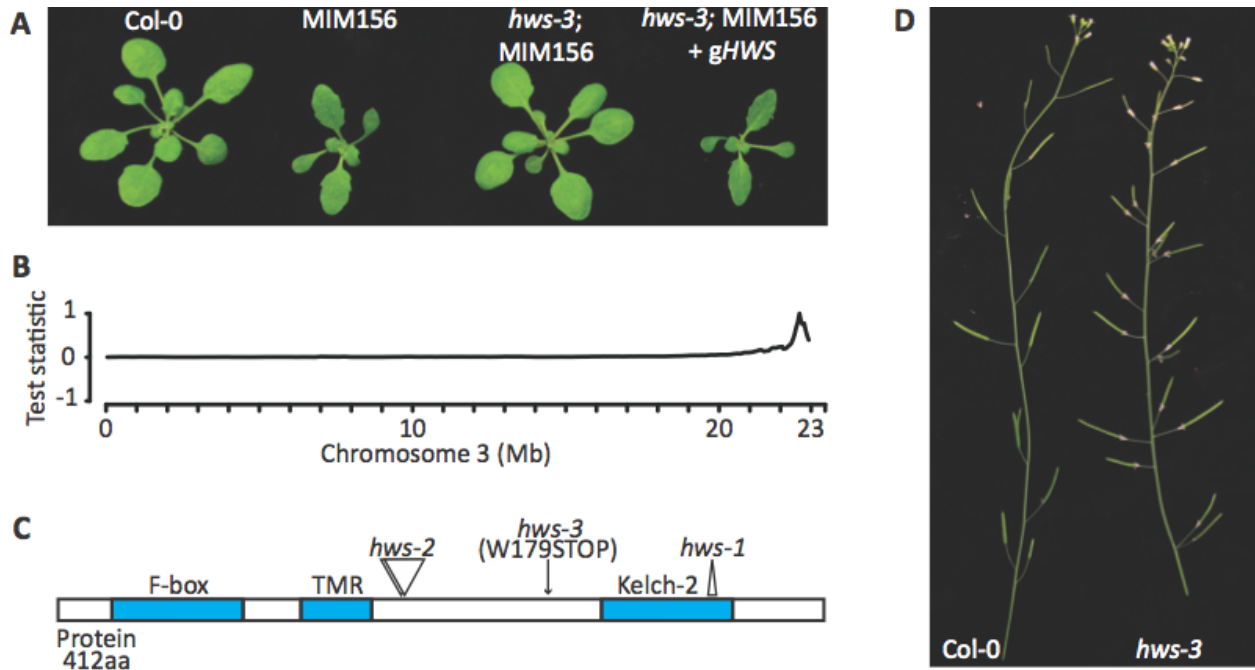 A
Col-0
MIM156
hws-3;
MIM156
hws-3; MIM156
+ gHWS
B
Test statistic
1
0
-1
0
10
20
23
Chromosome 3 (Mb)
C
hws-2
hws-3
(W179STOP)
hws-1
F-box
TMR
Kelch-2
Protein
412aa
D
Col-0
hws-3